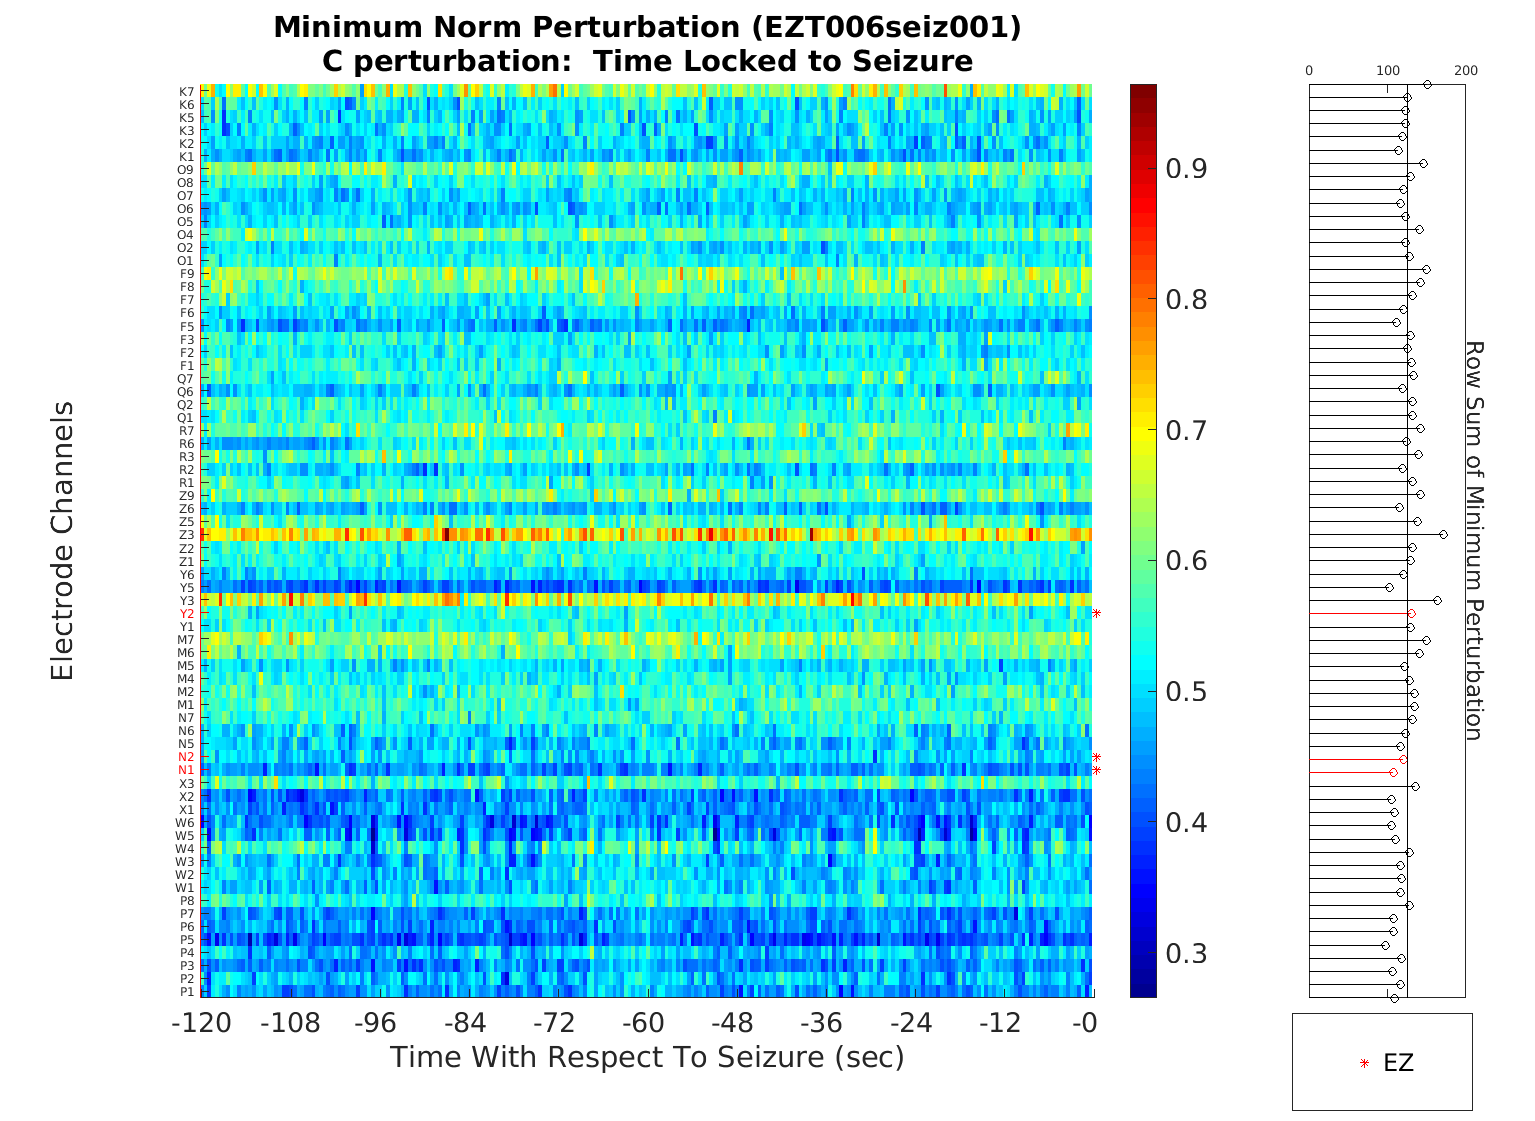 Minimum Norm Perturbation (EZT006seiz001)
C perturbation:  Time Locked to Seizure
Electrode Channels
K7
K6
K5
K3
K2
K1
O9
O8
O7
O6
O5
O4
O2
O1
F9
F8
F7
F6
F5
F3
F2
F1
Q7
Q6
Q2
Q1
R7
R6
R3
R2
R1
Z9
Z6
Z5
Z3
Z2
Z1
Y6
Y5
Y3
Y2
Y1
M7
M6
M5
M4
M2
M1
N7
N6
N5
N2
N1
X3
X2
X1
W6
W5
W4
W3
W2
W1
P8
P7
P6
P5
P4
P3
P2
P1
-120 -108 -96 -84 -72 -60 -48 -36 -24 -12 -0
Time With Respect To Seizure (sec)
0.9
0.8
0.7
0.6
0.5
0.4
0.3
0 100 200
Row Sum of Minimum Perturbation
EZ